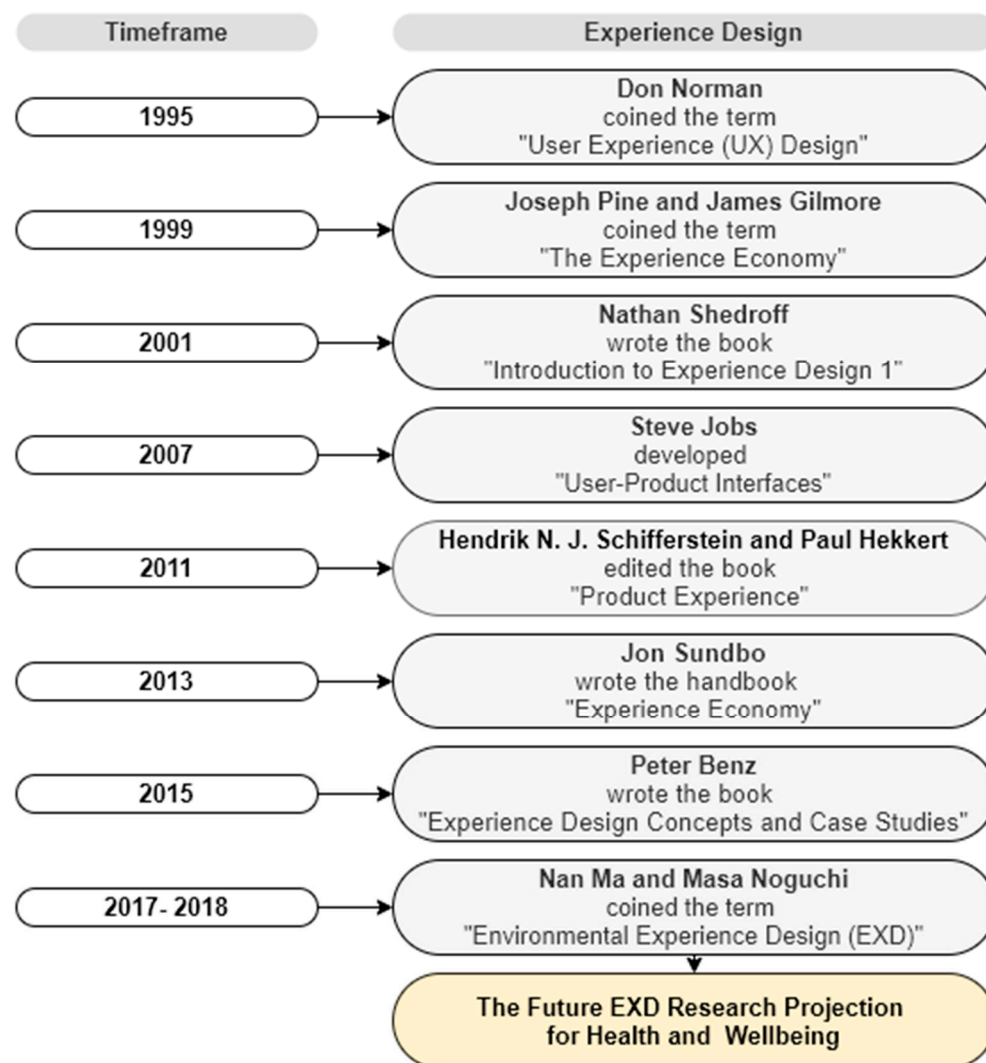 Timeframe
Experience Design
1995
Don Norman
coined the term
"User Experience (UX) Design"
1999
Joseph Pine and James Gilmore
coined the term
"The Experience Economy"
2001
Nathan Shedroff
wrote the book
"Introduction to Experience Design 1"
2007
Steve Jobs
developed
"User-Product Interfaces"
2011
Hendrik N. J. Schifferstein and Paul Hekkert
edited the book
"Product Experience"
2013
Jon Sundbo
wrote the handbook
"Experience Economy"
2015
Peter Benz
wrote the book
"Experience Design Concepts and Case Studies"
2017- 2018
Nan Ma and Masa Noguchi
coined the term
"Environmental Experience Design (EXD)"
The Future EXD Research Projection
for Health and Wellbeing